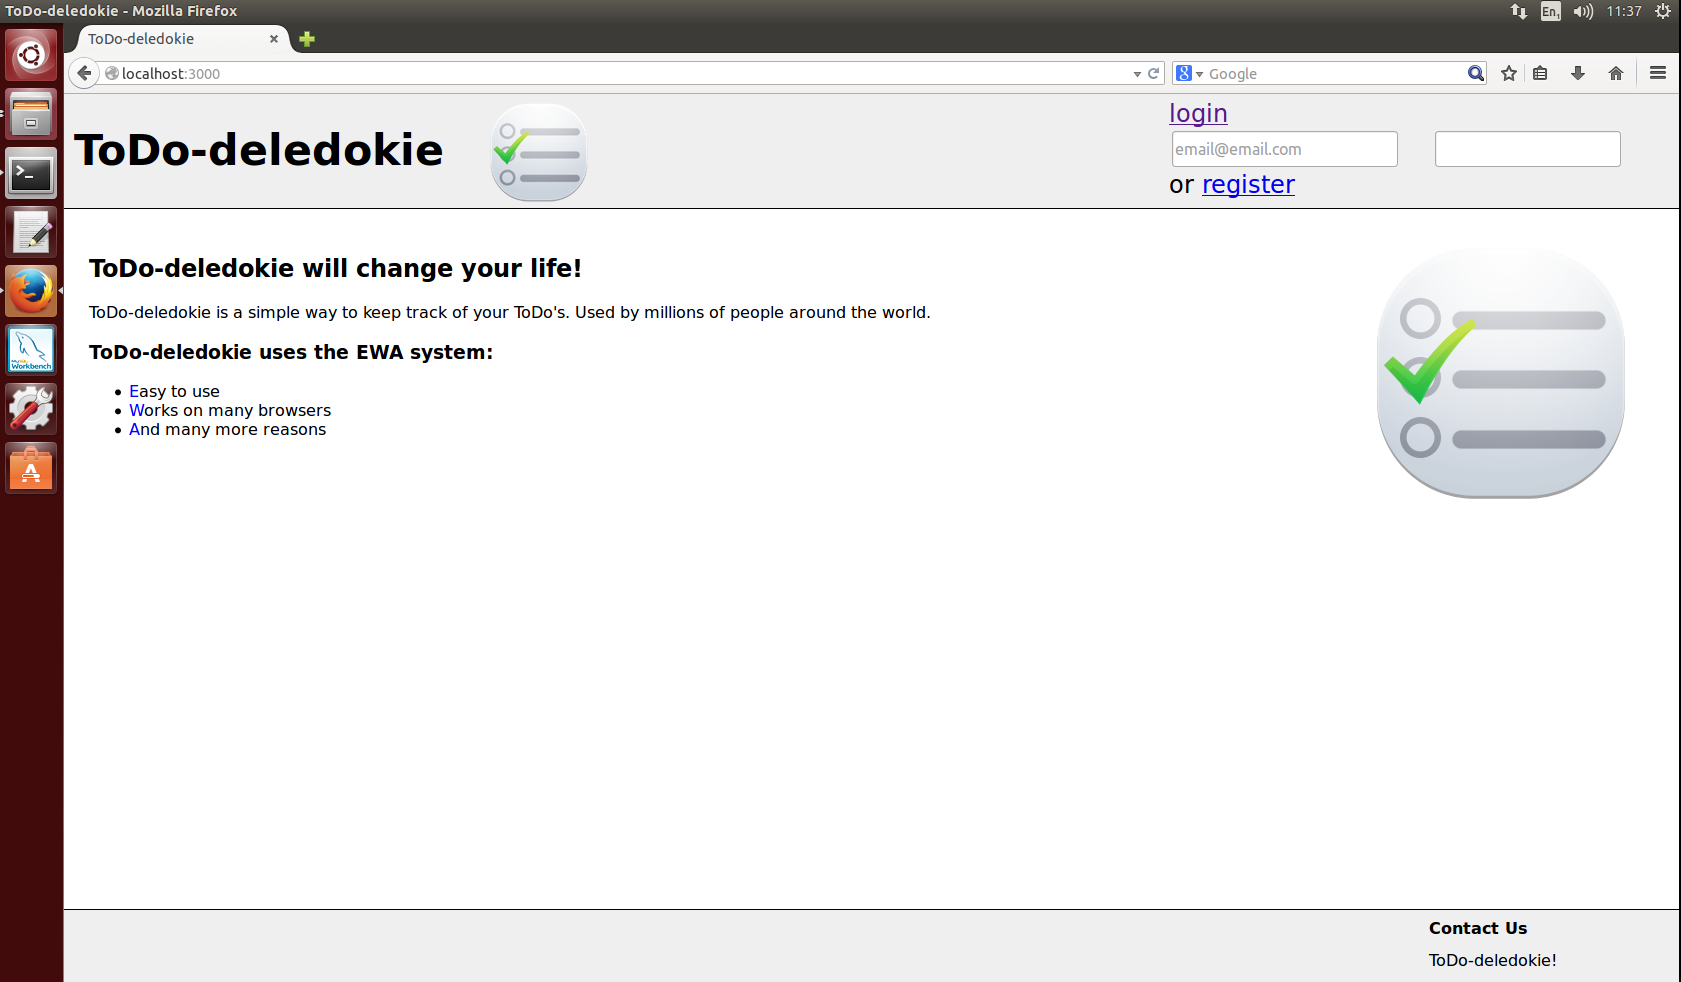 ToDo-deledokie - Mozilla Firefox
En1 11:37
ToDo-deledokie
localhost:3000
8 Google
ToDo-deledokie
login
email@email.com
or register
ToDo-deledokie will change your life!
ToDo-deledokie is a simple way to keep track of your ToDo's. Used by millions of people around the world.
ToDo-deledokie uses the EWA system:
Easy to use
Works on many browsers
And many more reasons
Workbench
Contact Us
ToDo-deledokie!